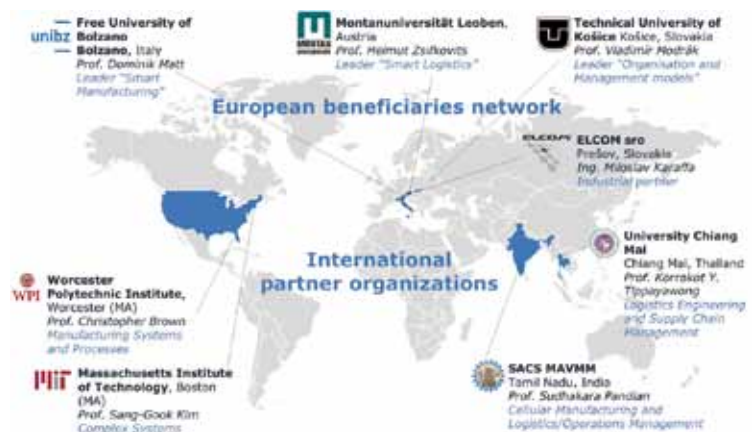 unibz
Free University of
Bolzano
Bolzano, Italy
Prof. Dominik Matt
Leader "Smart
Manufacturing"
Montanuniversität Leoben,
Austria
Prof. Helmut Zsifkovits
Leader "Smart Logistics"
Technical University of
Košice Košice, Slovakia
Prof. Vladimír Modrák
Leader "Organisation and
Management models"
European beneficiaries network
ELCOM
ELCOM sro
Prešov, Slovakia
Ing. Miloslav Karaffa
Industrial partner
International
partner organizations
University Chiang
Mai
Chiang Mai, Thailand
Prof. Korrakot Y.
Tippayawong
Logistics Engineering
and Supply Chain
Management
WPI
Worcester
Polytechnic Institute,
Worcester (MA)
Prof. Christopher Brown
Manufacturing Systems
and Processes
Massachusetts Institute
of Technology, Boston
(MA)
Prof. Sang-Gook Kim
Complex Systems
SACS MAVMM
Tamil Nadu, India
Prof. Sudhakara Pandian
Cellular Manufacturing and
Logistics/Operations Management